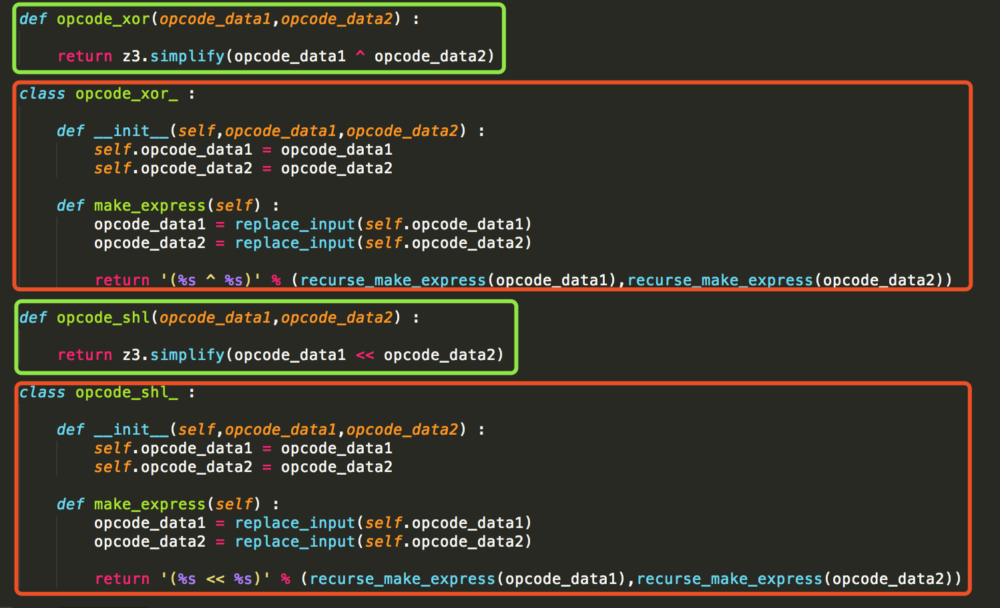 def opcode_xor(opcode_data1,opcode_data2) :
    return z3.simplify(opcode_data1 ^ opcode_data2)
class opcode_xor_ :
    def __init__(self,opcode_data1,opcode_data2) :
        self.opcode_data1 = opcode_data1
        self.opcode_data2 = opcode_data2
    def make_express(self) :
        opcode_data1 = replace_input(self.opcode_data1)
        opcode_data2 = replace_input(self.opcode_data2)
        return '(%s ^ %s)' % (recurse_make_express(opcode_data1),recurse_make_express(opcode_data2))
def opcode_shl(opcode_data1,opcode_data2) :
    return z3.simplify(opcode_data1 << opcode_data2)
class opcode_shl_ :
    def __init__(self,opcode_data1,opcode_data2) :
        self.opcode_data1 = opcode_data1
        self.opcode_data2 = opcode_data2
    def make_express(self) :
        opcode_data1 = replace_input(self.opcode_data1)
        opcode_data2 = replace_input(self.opcode_data2)
        return '(%s << %s)' % (recurse_make_express(opcode_data1),recurse_make_express(opcode_data2))